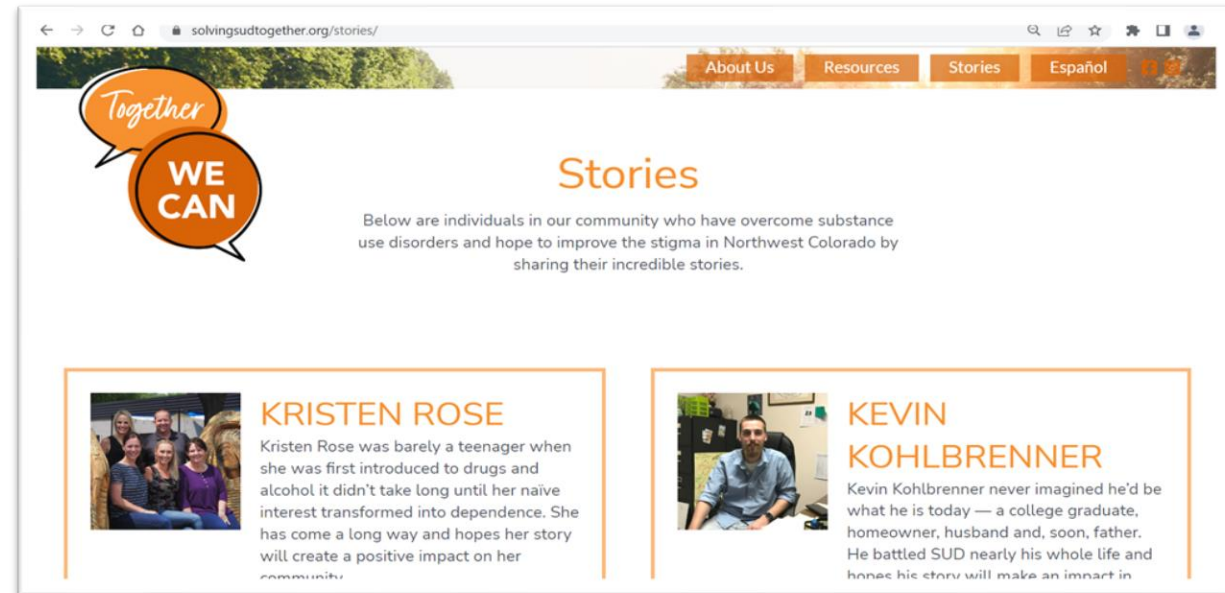 solvingsudtogether.org/stories/
About Us Resources Stories Español
Together
WE
CAN
Stories
Below are individuals in our community who have overcome substance
use disorders and hope to improve the stigma in Northwest Colorado by
sharing their incredible stories.
KRISTEN ROSE
Kristen Rose was barely a teenager when
she was first introduced to drugs and
alcohol it didn't take long until her naïve
interest transformed into dependence. She
has come a long way and hopes her story
will create a positive impact on her
community
KEVIN
KOHLBRENNER
Kevin Kohlbrenner never imagined he'd be
what he is today — a college graduate,
homeowner, husband and, soon, father.
He battled SUD nearly his whole life and
hopes his story will make an impact in